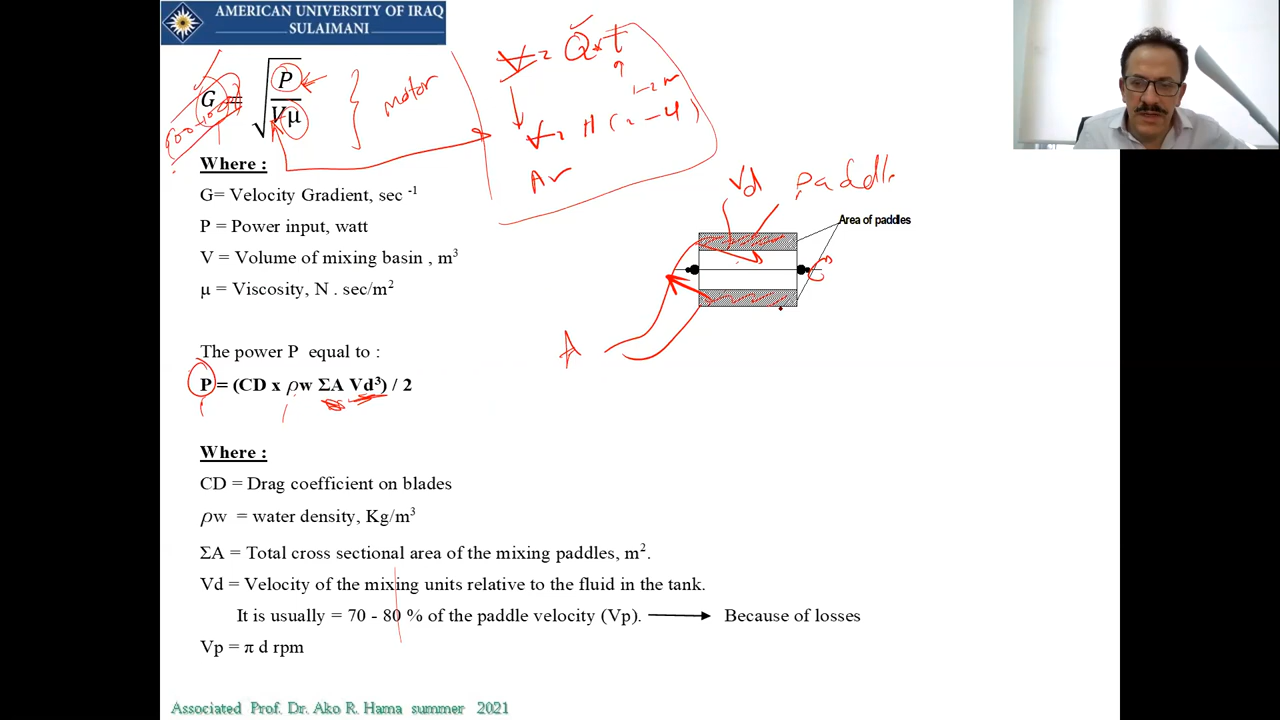 AMERICAN UNIVERSITY OF IRAQ
SULAIMANI
G = √P/Vμ
motor
V = Q * t
1-2 m
V = H (2-4)
Where :
G= Velocity Gradient, sec -1
P = Power input, watt
V = Volume of mixing basin , m3
μ = Viscosity, N . sec/m2
Vd
Paddle
Area of paddles
A
The power P equal to :
P = (CD x ρw ΣA Vd3) / 2
Where :
CD = Drag coefficient on blades
ρw = water density, Kg/m3
ΣA = Total cross sectional area of the mixing paddles, m2.
Vd = Velocity of the mixing units relative to the fluid in the tank.
It is usually = 70 - 80 % of the paddle velocity (Vp). Because of losses
Vp = π d rpm
Associated Prof. Dr. Ako R. Hama summer 2021